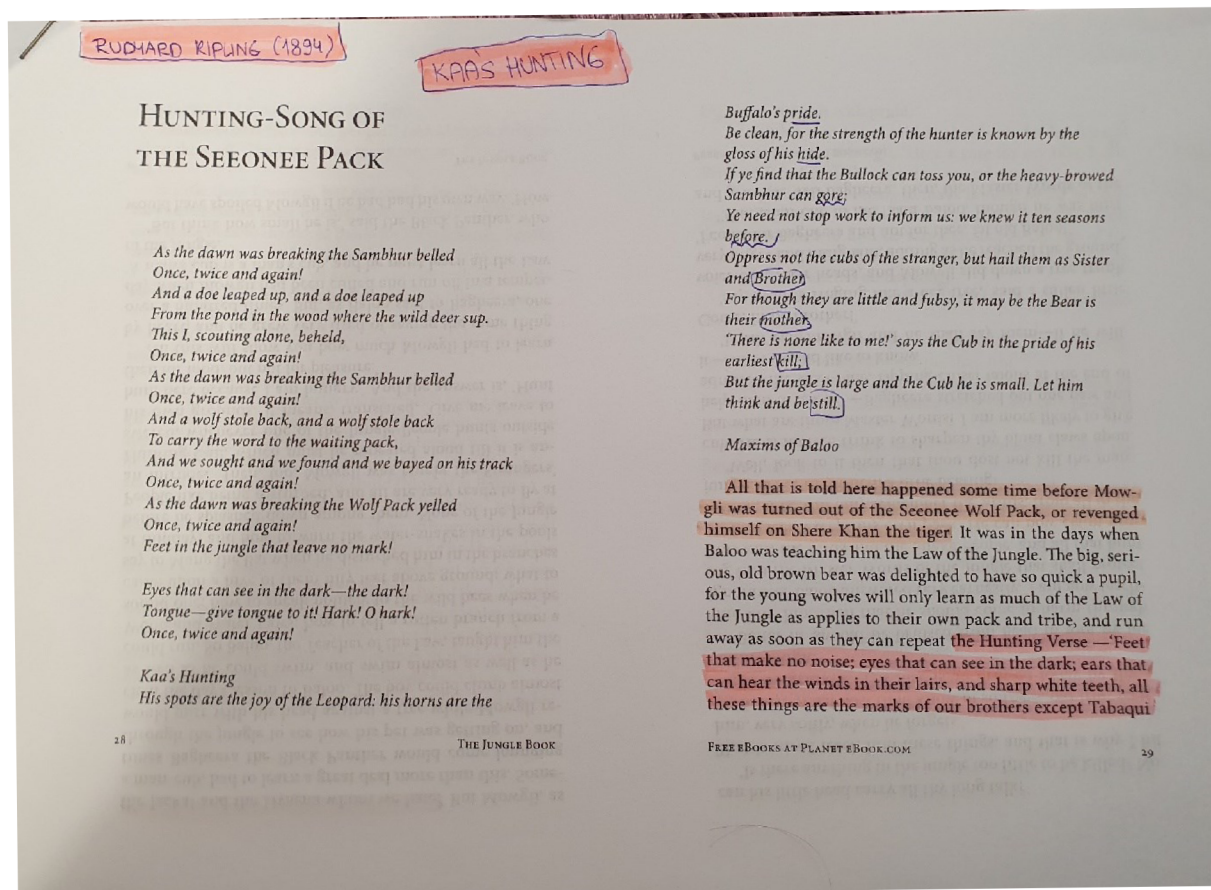 RUDYARD KIPLING (1894)
KAA'S HUNTING
HUNTING-SONG OF
THE SEEONEE PACK
As the dawn was breaking the Sambhur belled
Once, twice and again!
And a doe leaped up, and a doe leaped up
From the pond in the wood where the wild deer sup.
This I, scouting alone, beheld,
Once, twice and again!
As the dawn was breaking the Sambhur belled
Once, twice and again!
And a wolf stole back, and a wolf stole back
To carry the word to the waiting pack,
And we sought and we found and we bayed on his track
Once, twice and again!
As the dawn was breaking the Wolf Pack yelled
Once, twice and again!
Feet in the jungle that leave no mark!
Eyes that can see in the dark—the dark!
Tongue—give tongue to it! Hark! O hark!
Once, twice and again!
Kaa's Hunting
His spots are the joy of the Leopard: his horns are the
28
THE JUNGLE BOOK
Buffalo's pride.
Be clean, for the strength of the hunter is known by the
gloss of his hide.
If ye find that the Bullock can toss you, or the heavy-browed
Sambhur can gore;
Ye need not stop work to inform us: we knew it ten seasons
before.
Oppress not the cubs of the stranger, but hail them as Sister
and Brother,
For though they are little and fubsy, it may be the Bear is
their mother.
'There is none like to me!' says the Cub in the pride of his
earliest kill;
But the jungle is large and the Cub he is small. Let him
think and be still.
Maxims of Baloo
All that is told here happened some time before Mow-
gli was turned out of the Seeonee Wolf Pack, or revenged
himself on Shere Khan the tiger. It was in the days when
Baloo was teaching him the Law of the Jungle. The big, seri-
ous, old brown bear was delighted to have so quick a pupil,
for the young wolves will only learn as much of the Law of
the Jungle as applies to their own pack and tribe, and run
away as soon as they can repeat the Hunting Verse —'Feet
that make no noise; eyes that can see in the dark; ears that
can hear the winds in their lairs, and sharp white teeth, all
these things are the marks of our brothers except Tabaqui
FREE EBOOKS AT PLANET EBOOK.COM
29